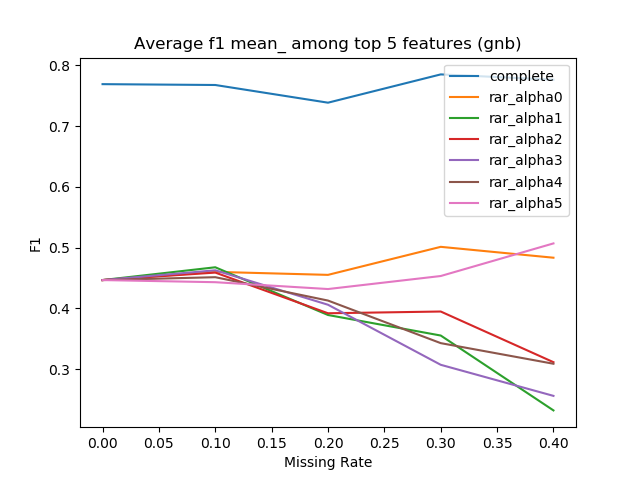 Average f1 mean_ among top 5 features (gnb)
complete
rar_alpha0
rar_alpha1
rar_alpha2
rar_alpha3
rar_alpha4
rar_alpha5
0.8
0.7
0.6
0.5
0.4
0.3
F1
0.00 0.05 0.10 0.15 0.20 0.25 0.30 0.35 0.40
Missing Rate